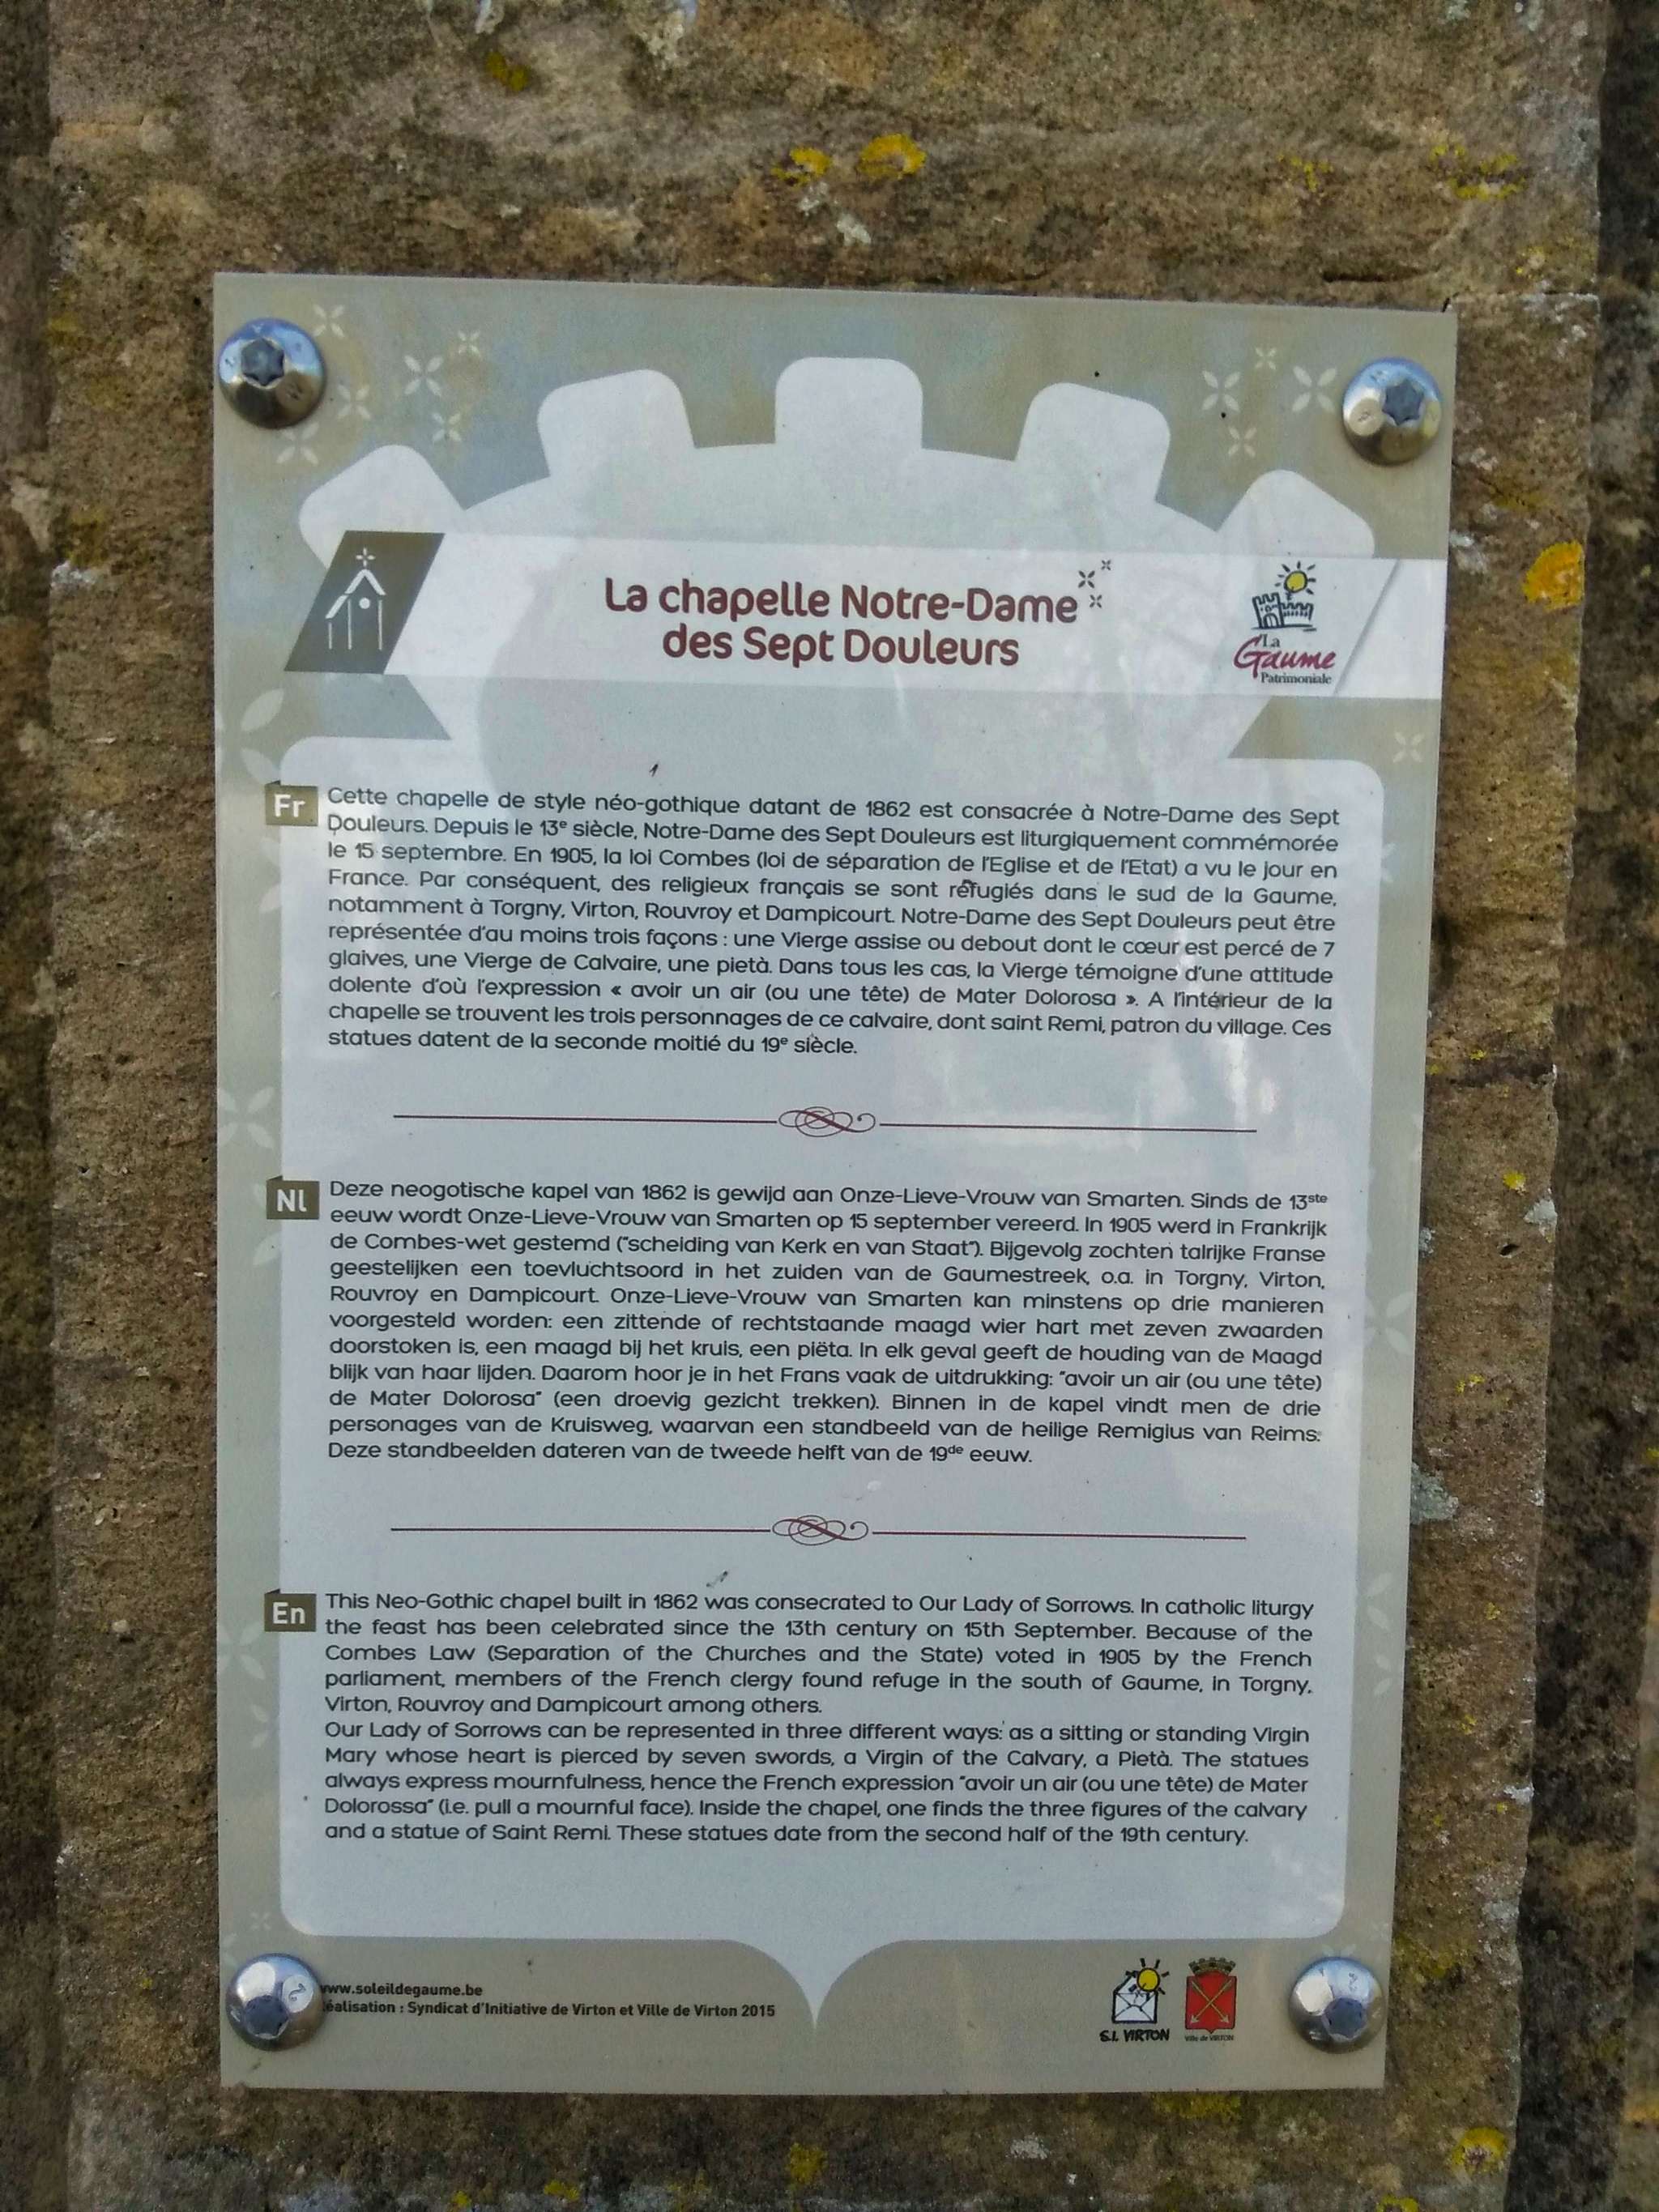 La chapelle Notre-Dame
des Sept Douleurs
La
Gaume
Patrimoniale
Fr
Cette chapelle de style néo-gothique datant de 1862 est consacrée à Notre-Dame des Sept
Douleurs. Depuis le 13e siècle, Notre-Dame des Sept Douleurs est liturgiquement commémorée
le 15 septembre. En 1905, la loi Combes (loi de séparation de l'Eglise et de l'Etat) a vu le jour en
France. Par conséquent, des religieux français se sont réfugiés dans le sud de la Gaume,
notamment à Torgny, Virton, Rouvroy et Dampicourt. Notre-Dame des Sept Douleurs peut être
représentée d'au moins trois façons : une Vierge assise ou debout dont le cœur est percé de 7
glaives, une Vierge de Calvaire, une pietà. Dans tous les cas, la Vierge témoigne d'une attitude
dolente d'où l'expression « avoir un air (ou une tête) de Mater Dolorosa ». A l'intérieur de la
chapelle se trouvent les trois personnages de ce calvaire, dont saint Remi, patron du village. Ces
statues datent de la seconde moitié du 19e siècle.
Nl
Deze neogotische kapel van 1862 is gewijd aan Onze-Lieve-Vrouw van Smarten. Sinds de 13ste
eeuw wordt Onze-Lieve-Vrouw van Smarten op 15 september vereerd. In 1905 werd in Frankrijk
de Combes-wet gestemd ("scheiding van Kerk en van Staat"). Bijgevolg zochten talrijke Franse
geestelijken een toevluchtsoord in het zuiden van de Gaumestreek, o.a. in Torgny, Virton,
Rouvroy en Dampicourt. Onze-Lieve-Vrouw van Smarten kan minstens op drie manieren
voorgesteld worden: een zittende of rechtstaande maagd wier hart met zeven zwaarden
doorstoken is, een maagd bij het kruis, een piëta. In elk geval geeft de houding van de Maagd
blijk van haar lijden. Daarom hoor je in het Frans vaak de uitdrukking: "avoir un air (ou une tête)
de Mater Dolorosa" (een droevig gezicht trekken). Binnen in de kapel vindt men de drie
personages van de Kruisweg, waarvan een standbeeld van de heilige Remigius van Reims.
Deze standbeelden dateren van de tweede helft van de 19de eeuw.
En
This Neo-Gothic chapel built in 1862 was consecrated to Our Lady of Sorrows. In catholic liturgy
the feast has been celebrated since the 13th century on 15th September. Because of the
Combes Law (Separation of the Churches and the State) voted in 1905 by the French
parliament, members of the French clergy found refuge in the south of Gaume, in Torgny,
Virton, Rouvroy and Dampicourt among others.
Our Lady of Sorrows can be represented in three different ways: as a sitting or standing Virgin
Mary whose heart is pierced by seven swords, a Virgin of the Calvary, a Pietà. The statues
always express mournfulness, hence the French expression "avoir un air (ou une tête) de Mater
Dolorossa" (i.e. pull a mournful face). Inside the chapel, one finds the three figures of the calvary
and a statue of Saint Remi. These statues date from the second half of the 19th century.
www.soleildegaume.be
éalisation : Syndicat d'Initiative de Virton et Ville de Virton 2015
S.I. VIRTON
Ville de VIRTON